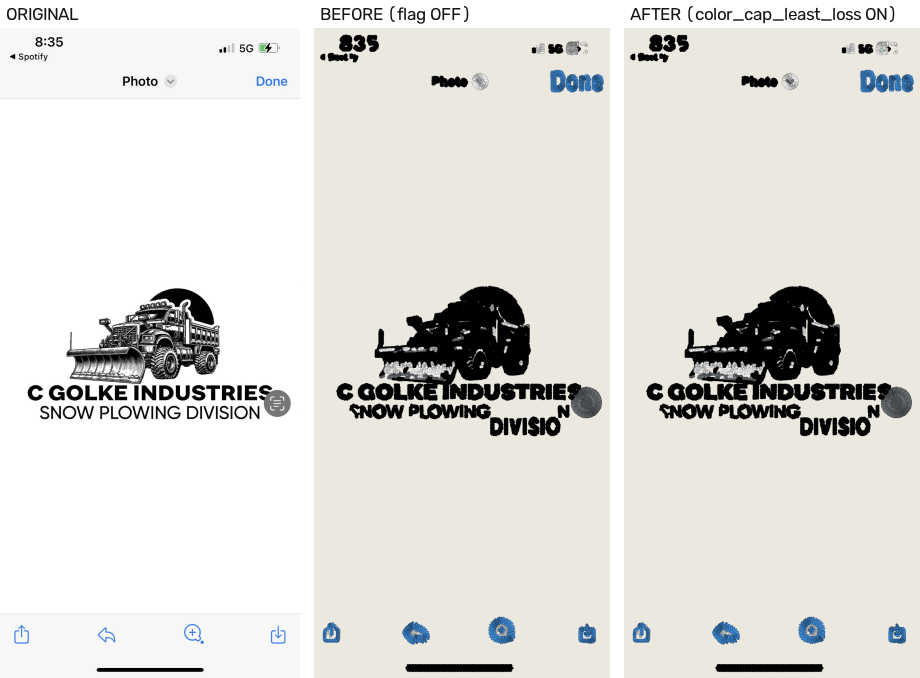 ORIGINAL
BEFORE (flag OFF)
AFTER (color_cap_least_loss ON)
8:35
5G
◀ Spotify
Photo
Done
C GOLKE INDUSTRIES
SNOW PLOWING DIVISION
835
5G
Photo
Done
C GOLKE INDUSTRIES
SNOW PLOWING
N
DIVISIO
835
5G
Photo
Done
C GOLKE INDUSTRIES
SNOW PLOWING
N
DIVISIO